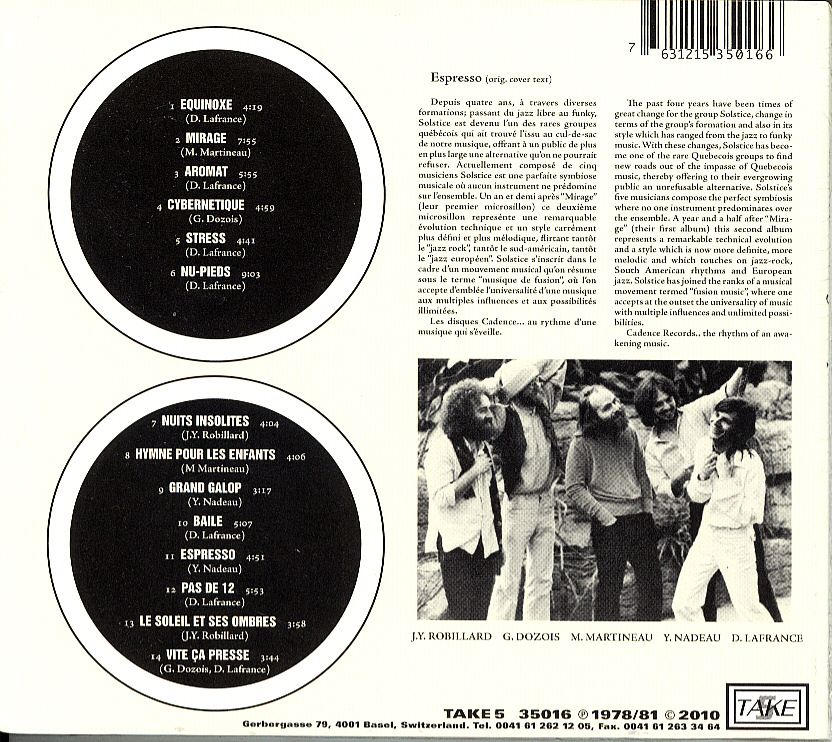 1 EQUINOXE 4:19
(D. Lafrance)
2 MIRAGE 7:55
(M. Martineau)
3 AROMAT 5:55
(D. Lafrance)
4 CYBERNETIQUE 4:59
(G. Dozois)
5 STRESS 4:41
(D. Lafrance)
6 NU-PIEDS 9:03
(D. Lafrance)
7 NUITS INSOLITES 4:04
(J.Y. Robillard)
8 HYMNE POUR LES ENFANTS 4:06
(M Martineau)
9 GRAND GALOP 3:17
(Y. Nadeau)
10 BAILE 5:07
(D. Lafrance)
11 ESPRESSO 4:51
(Y. Nadeau)
12 PAS DE 12 5:53
(D. Lafrance)
13 LE SOLEIL ET SES OMBRES 3:58
(J.Y. Robillard)
14 VITE ÇA PRESSE 3:44
(G. Dozois, D. Lafrance)
7 631215 350166
Espresso (orig. cover text)
Depuis quatre ans, à travers diverses
formations; passant du jazz libre au funky,
Solstice est devenu l'un des rares groupes
québécois qui ait trouvé l'issu au cul-de-sac
de notre musique, offrant à un public de plus
en plus large une alternative qu'on ne pourrait
refuser. Actuellement composé de cinq
musiciens Solstice est une parfaite symbiose
musicale où aucun instrument ne prédomine
sur l'ensemble. Un an et demi après "Mirage"
(leur premier microsillon) ce deuxième
microsillon représente une remarquable
évolution technique et un style carrément
plus défini et plus mélodique, flirtant tantôt
le "jazz rock", tantôt le sud-américain, tantôt
le "jazz européen". Solstice s'inscrit dans le
cadre d'un mouvement musical qu'on résume
sous le terme "musique de fusion", où l'on
accepte d'emblée l'universalité d'une musique
aux multiples influences et aux possibilités
illimitées.
Les disques Cadence... au rythme d'une
musique qui s'éveille.
The past four years have been times of
great change for the group Solstice, change in
terms of the group's formation and also in its
style which has ranged from the jazz to funky
music. With these changes, Solstice has beco-
me one of the rare Quebecois groups to find
new roads out of the impasse of Quebecois
music, thereby offering to their evergrowing
public an unrefusable alternative. Solstice's
five musicians compose the perfect symbiosis
where no one instrument predominates over
the ensemble. A year and a half after "Mira-
ge" (their first album) this second album
represents a remarkable technical evolution
and a style which is now more definite, more
melodic and which touches on jazz-rock,
South American rhythms and European
jazz. Solstice has joined the ranks of a musical
movement termed "fusion music", where one
accepts at the outset the universality of music
with multiple influences and unlimited possi-
bilities.
Cadence Records.. the rhythm of an awa-
kening music.
J.Y. ROBILLARD G. DOZOIS M. MARTINEAU Y. NADEAU D. LAFRANCE
TAKE 5 35016 ℗ 1978/81 © 2010
Gerbergasse 79, 4001 Basel, Switzerland. Tel. 0041 61 262 12 05, Fax. 0041 61 263 34 64
TAKE 5